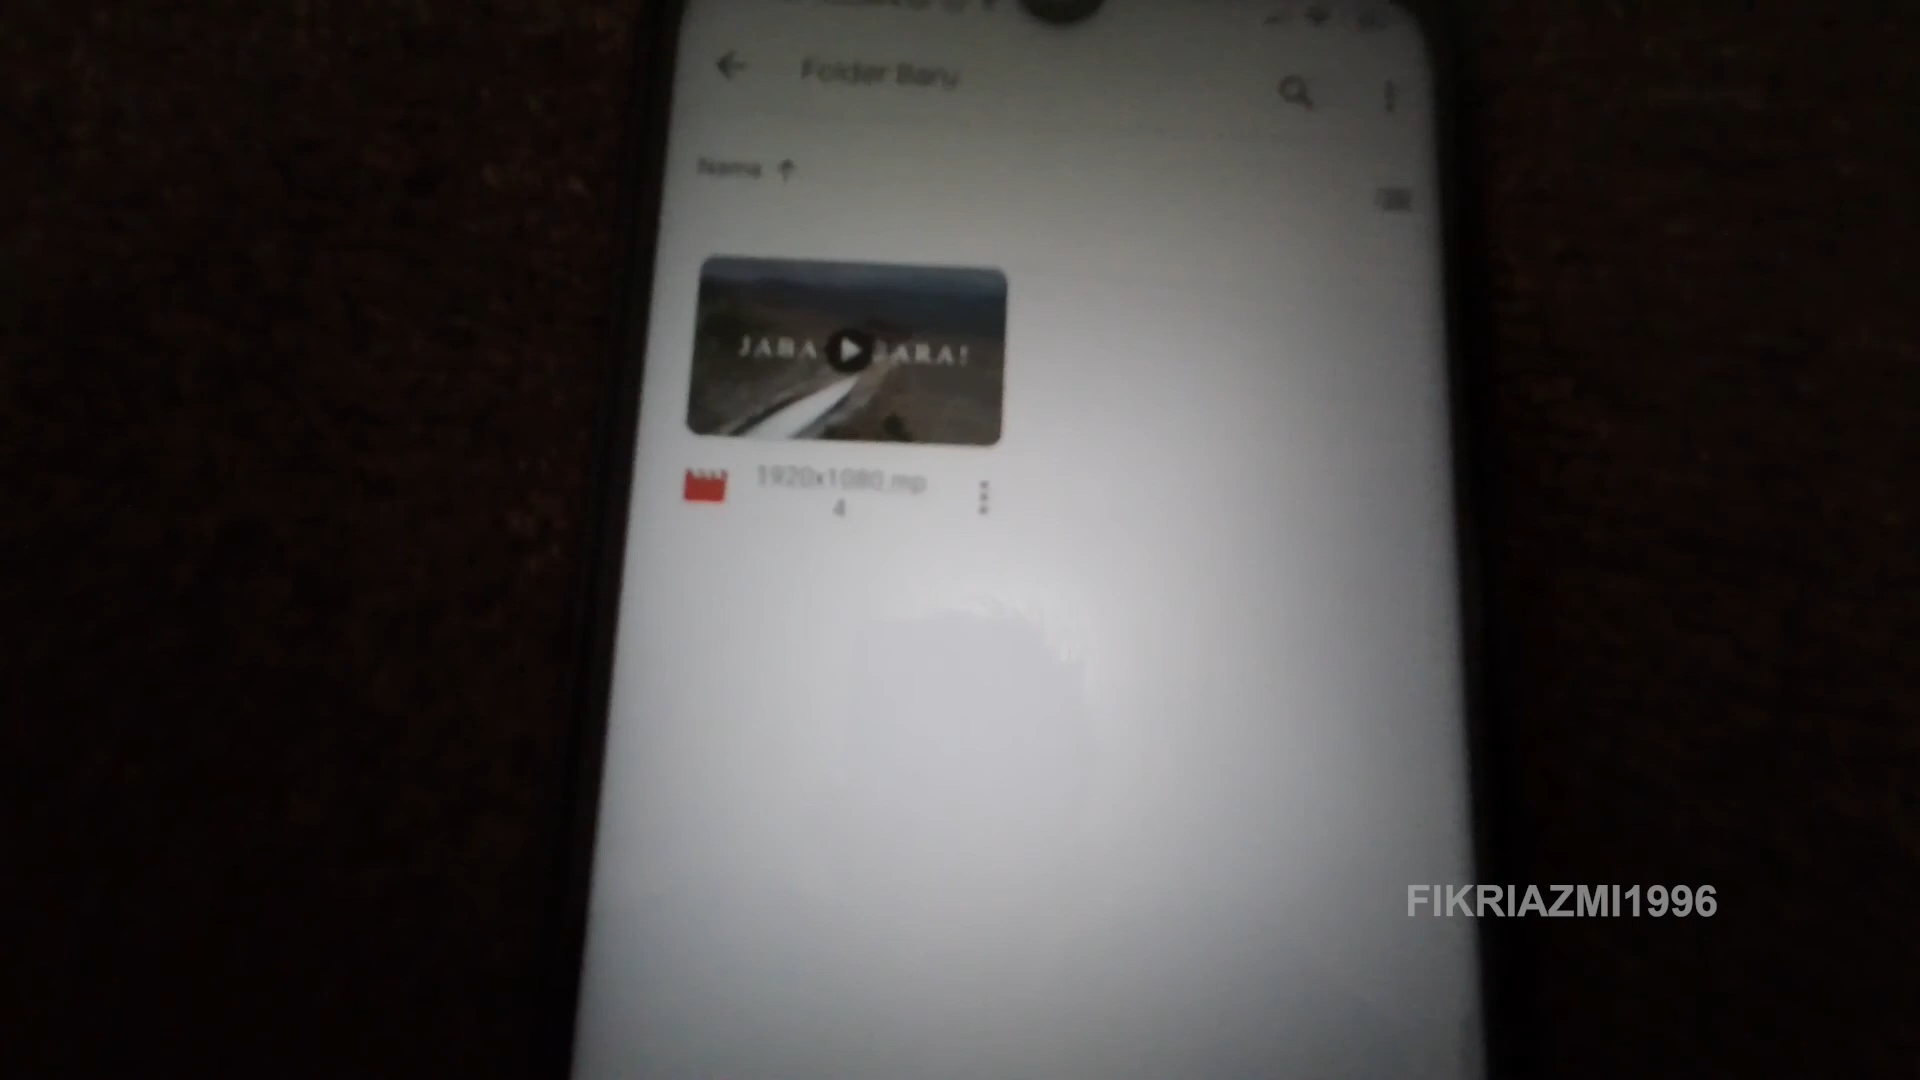 Folder Baru
Nama
JABA
ARA!
1920x1080.mp
4
FIKRIAZMI1996